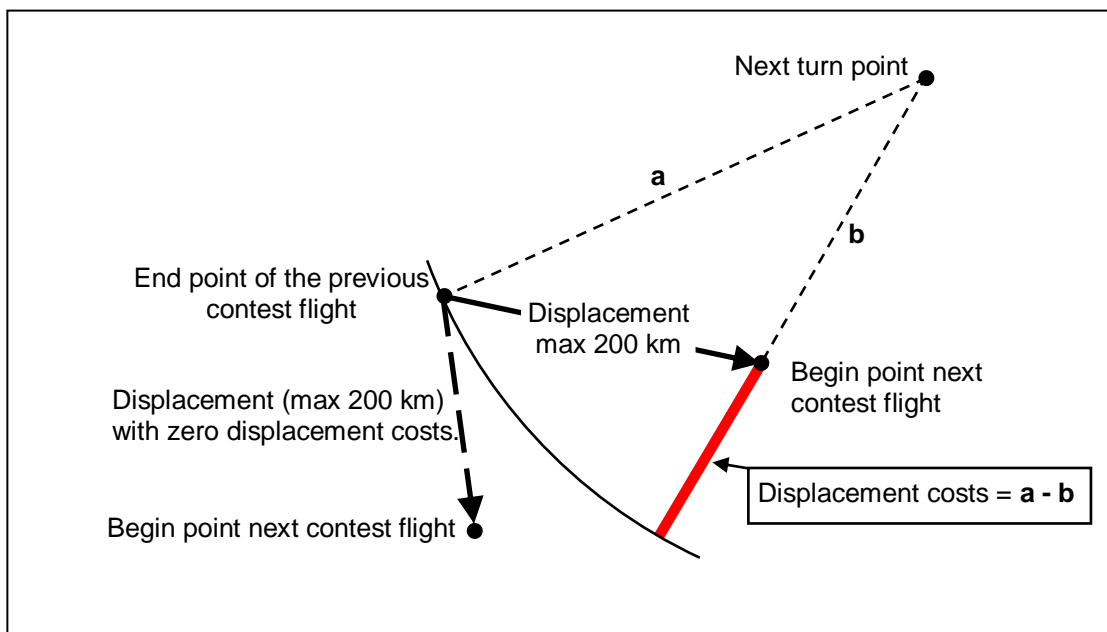 Next turn point
a
b
End point of the previous
contest flight
Displacement
max 200 km
Begin point next
contest flight
Displacement (max 200 km)
with zero displacement costs.
Displacement costs = a - b
Begin point next contest flight